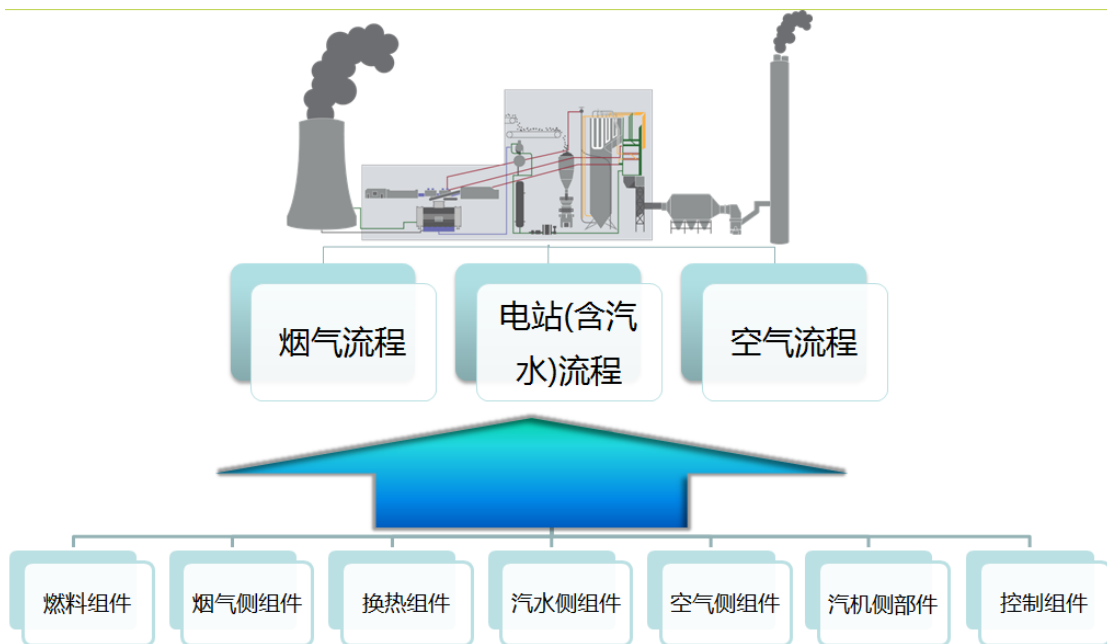 烟气流程
电站(含汽
水)流程
空气流程
燃料组件
烟气侧组件
换热组件
汽水侧组件
空气侧组件
汽机侧部件
控制组件